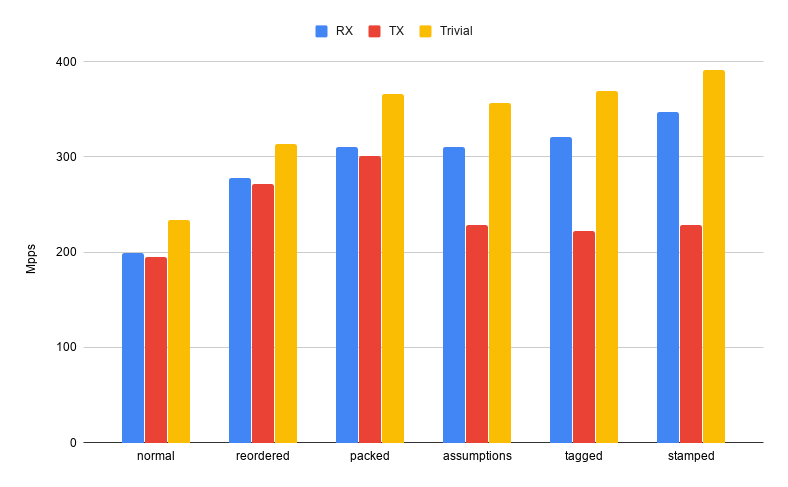 RX TX Trivial
400
300
200
100
0
Mpps
normal reordered packed assumptions tagged stamped